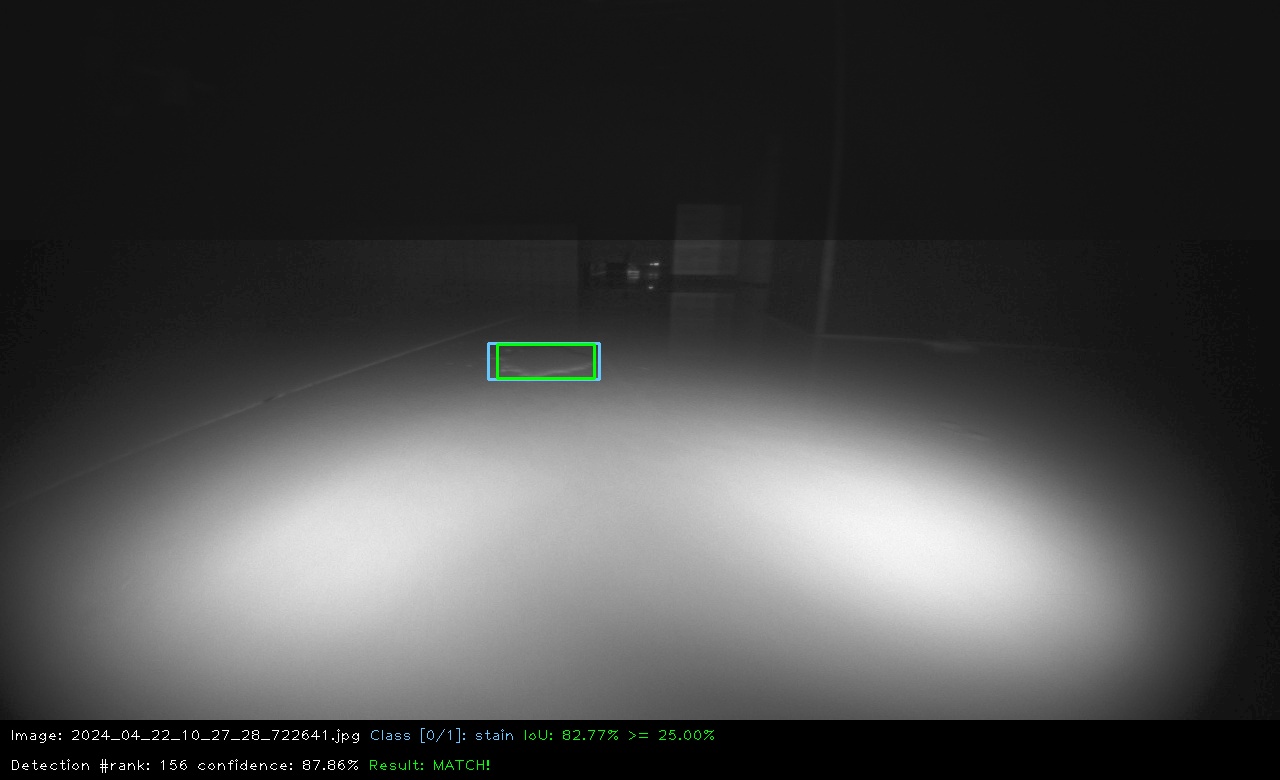 Image: 2024_04_22_10_27_28_722641.jpg Class [0/1]: stain IoU: 82.77% >= 25.00%
Detection #rank: 156 confidence: 87.86% Result: MATCH!